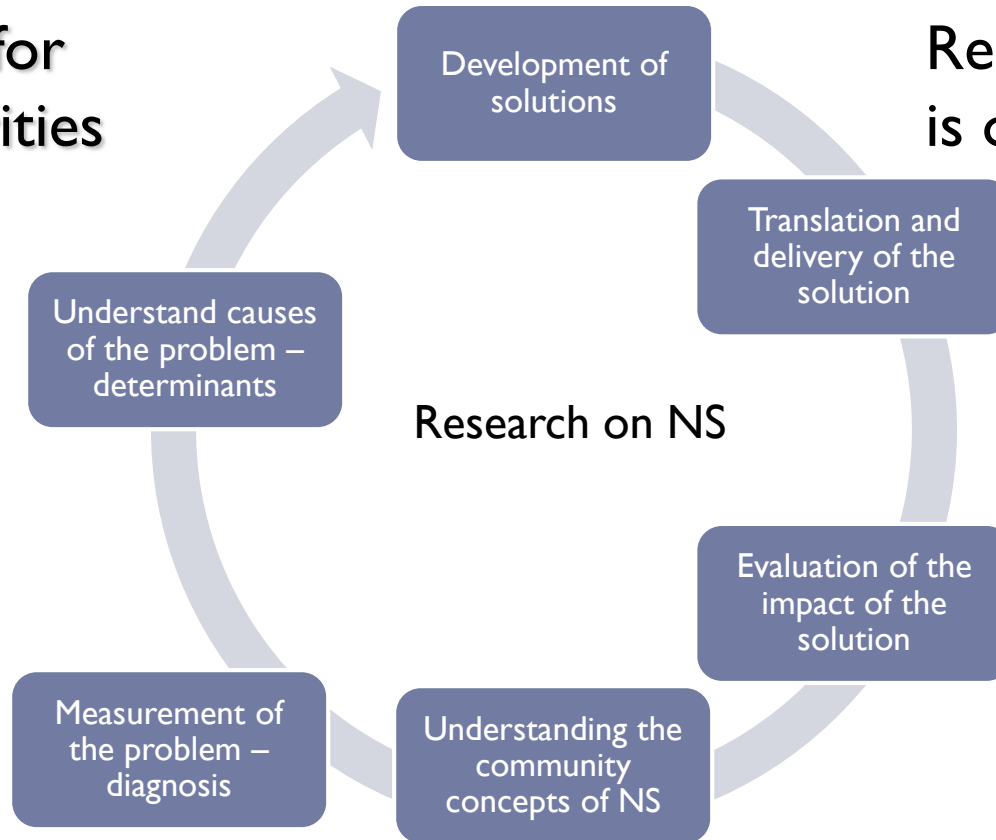 for
ities
Re
is
Development of
solutions
Translation and
delivery of the
solution
Evaluation of the
impact of the
solution
Understanding the
community
concepts of NS
Measurement of
the problem –
diagnosis
Understand causes
of the problem –
determinants
Research on NS